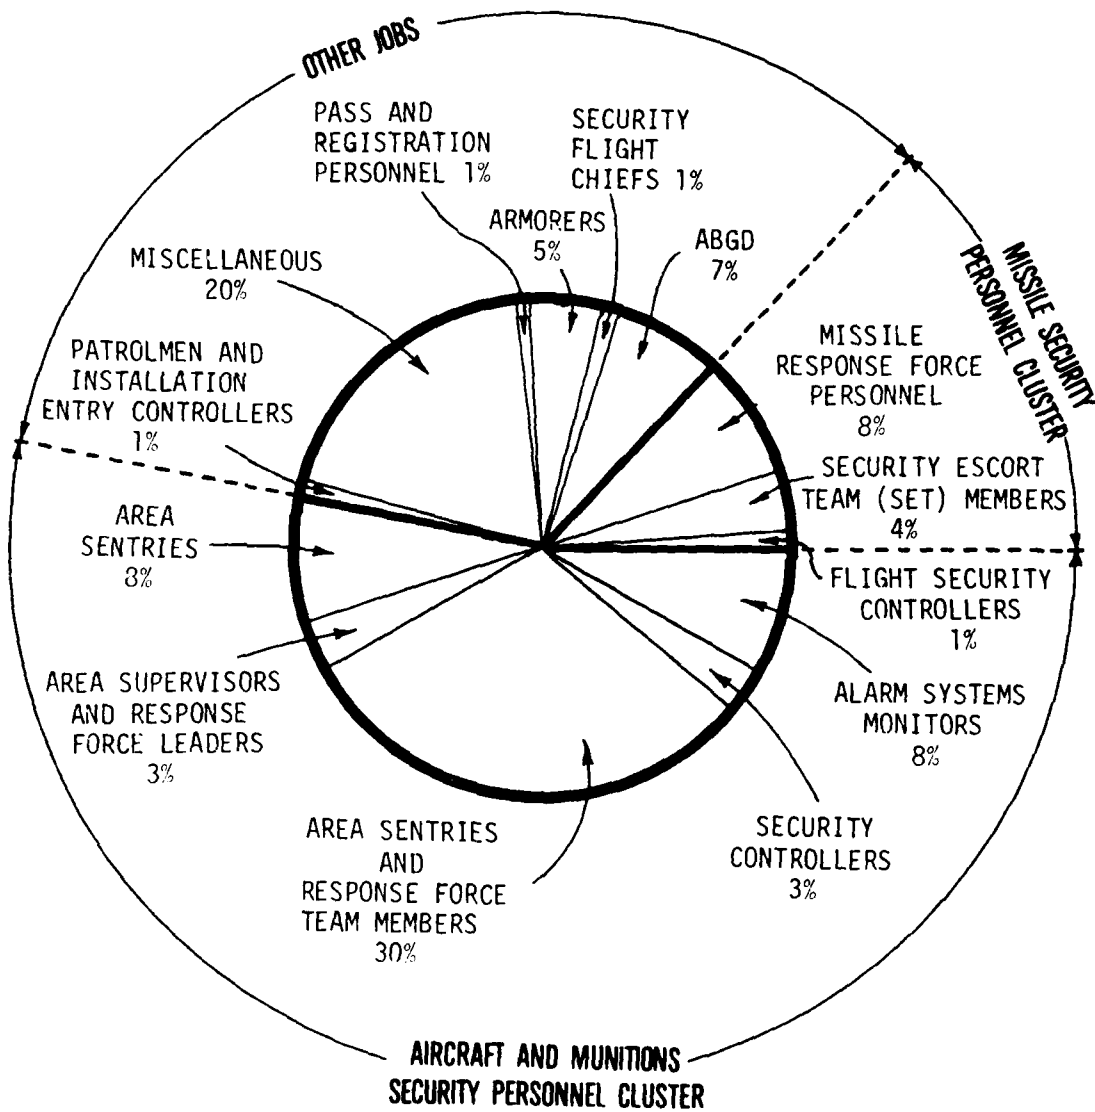 OTHER JOBS
PASS AND
REGISTRATION
PERSONNEL 1%
SECURITY
FLIGHT
CHIEFS 1%
ARMORERS
5%
ABGD
7%
MISCELLANEOUS
20%
MISSILE SECURITY
PERSONNEL CLUSTER
PATROLMEN AND
INSTALLATION
ENTRY CONTROLLERS
1%
MISSILE
RESPONSE FORCE
PERSONNEL
8%
SECURITY ESCORT
TEAM (SET) MEMBERS
4%
AREA
SENTRIES
8%
FLIGHT SECURITY
CONTROLLERS
1%
AREA SUPERVISORS
AND RESPONSE
FORCE LEADERS
3%
ALARM SYSTEMS
MONITORS
8%
AREA SENTRIES
AND
RESPONSE FORCE
TEAM MEMBERS
30%
SECURITY
CONTROLLERS
3%
AIRCRAFT AND MUNITIONS
SECURITY PERSONNEL CLUSTER